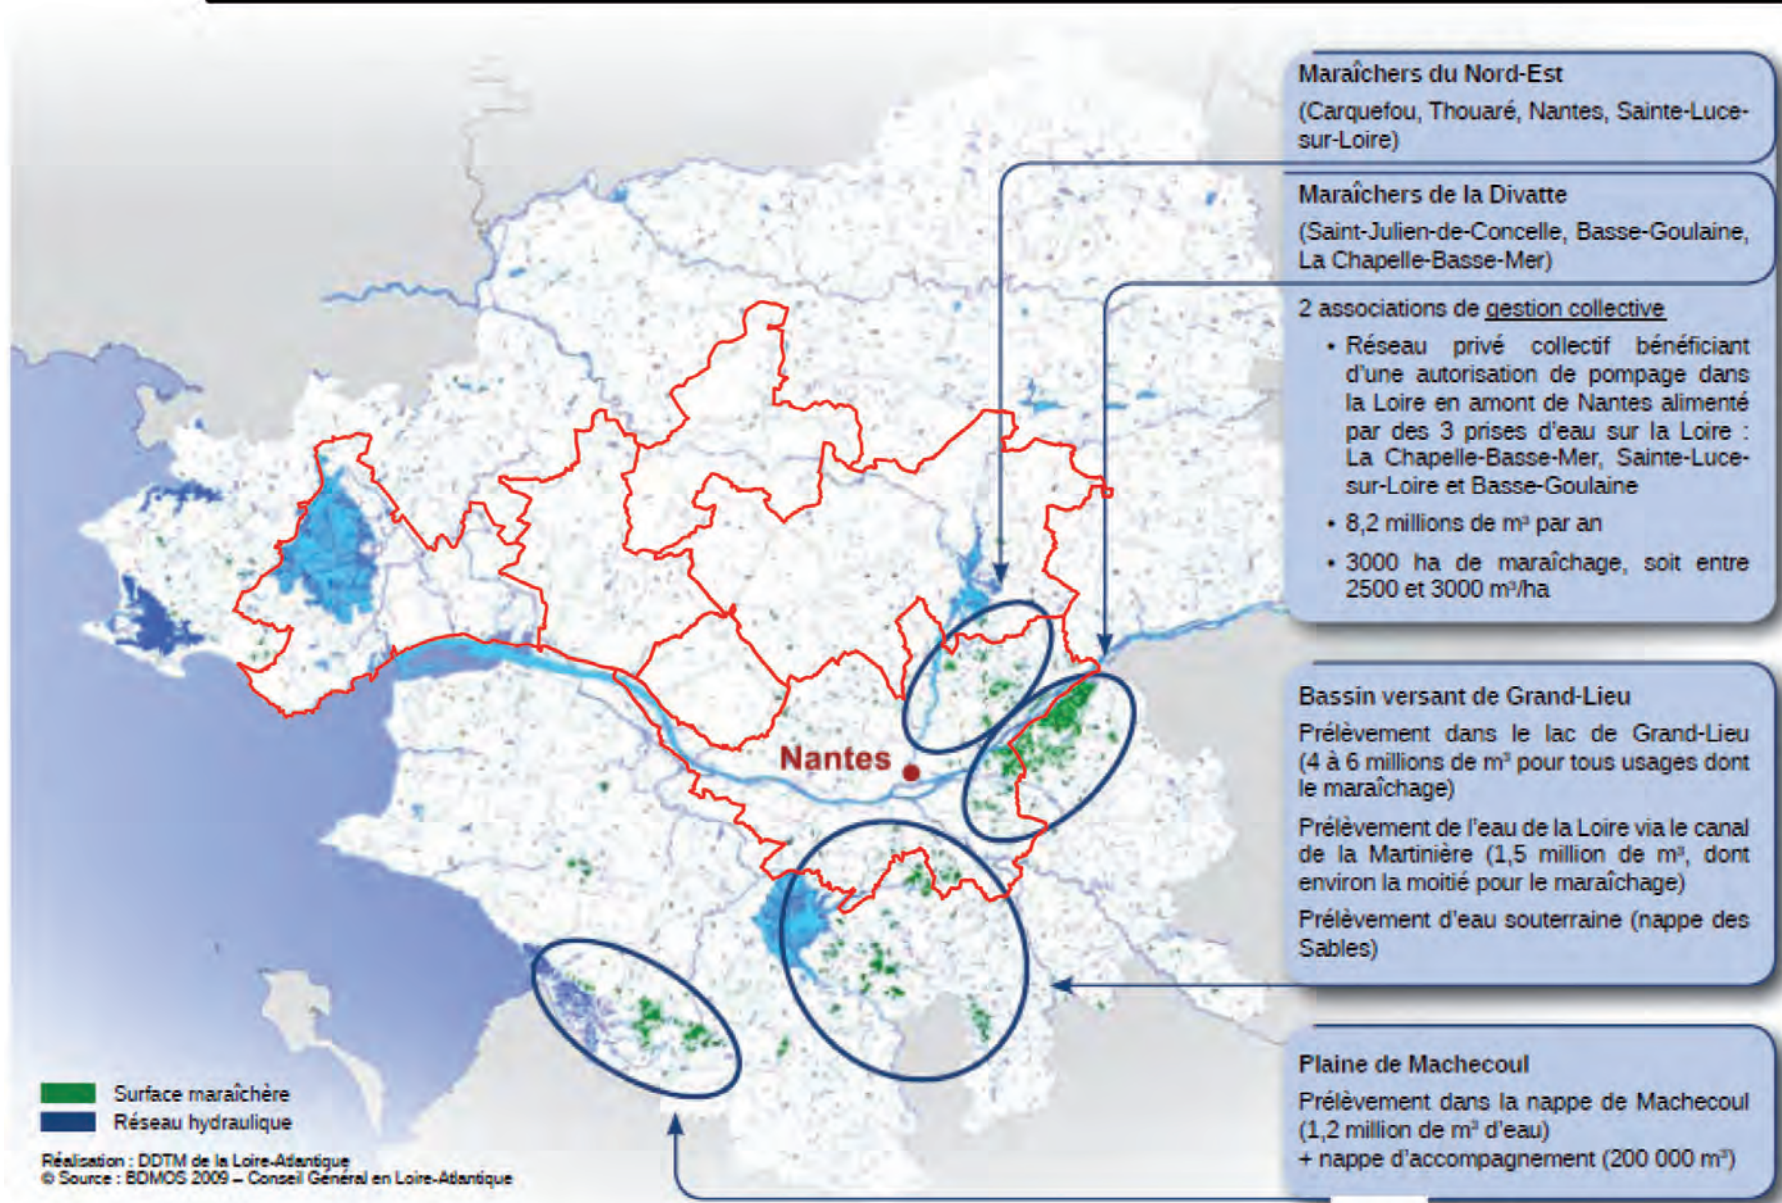 Maraîchers du Nord-Est
(Carquefou, Thouaré, Nantes, Sainte-Luce-
sur-Loire)
Maraîchers de la Divatte
(Saint-Julien-de-Concelle, Basse-Goulaine,
La Chapelle-Basse-Mer)
2 associations de gestion collective
• Réseau privé collectif bénéficiant
d'une autorisation de pompage dans
la Loire en amont de Nantes alimenté
par des 3 prises d'eau sur la Loire :
La Chapelle-Basse-Mer, Sainte-Luce-
sur-Loire et Basse-Goulaine
• 8,2 millions de m³ par an
• 3000 ha de maraîchage, soit entre
2500 et 3000 m³/ha
Bassin versant de Grand-Lieu
Prélèvement dans le lac de Grand-Lieu
(4 à 6 millions de m³ pour tous usages dont
le maraîchage)
Prélèvement de l'eau de la Loire via le canal
de la Martinière (1,5 million de m³, dont
environ la moitié pour le maraîchage)
Prélèvement d'eau souterraine (nappe des
Sables)
Plaine de Machecoul
Prélèvement dans la nappe de Machecoul
(1,2 million de m³ d'eau)
+ nappe d'accompagnement (200 000 m³)
Nantes
Surface maraîchère
Réseau hydraulique
Réalisation : DDTM de la Loire-Atlantique
© Source : BDMOS 2009 – Conseil Général en Loire-Atlantique